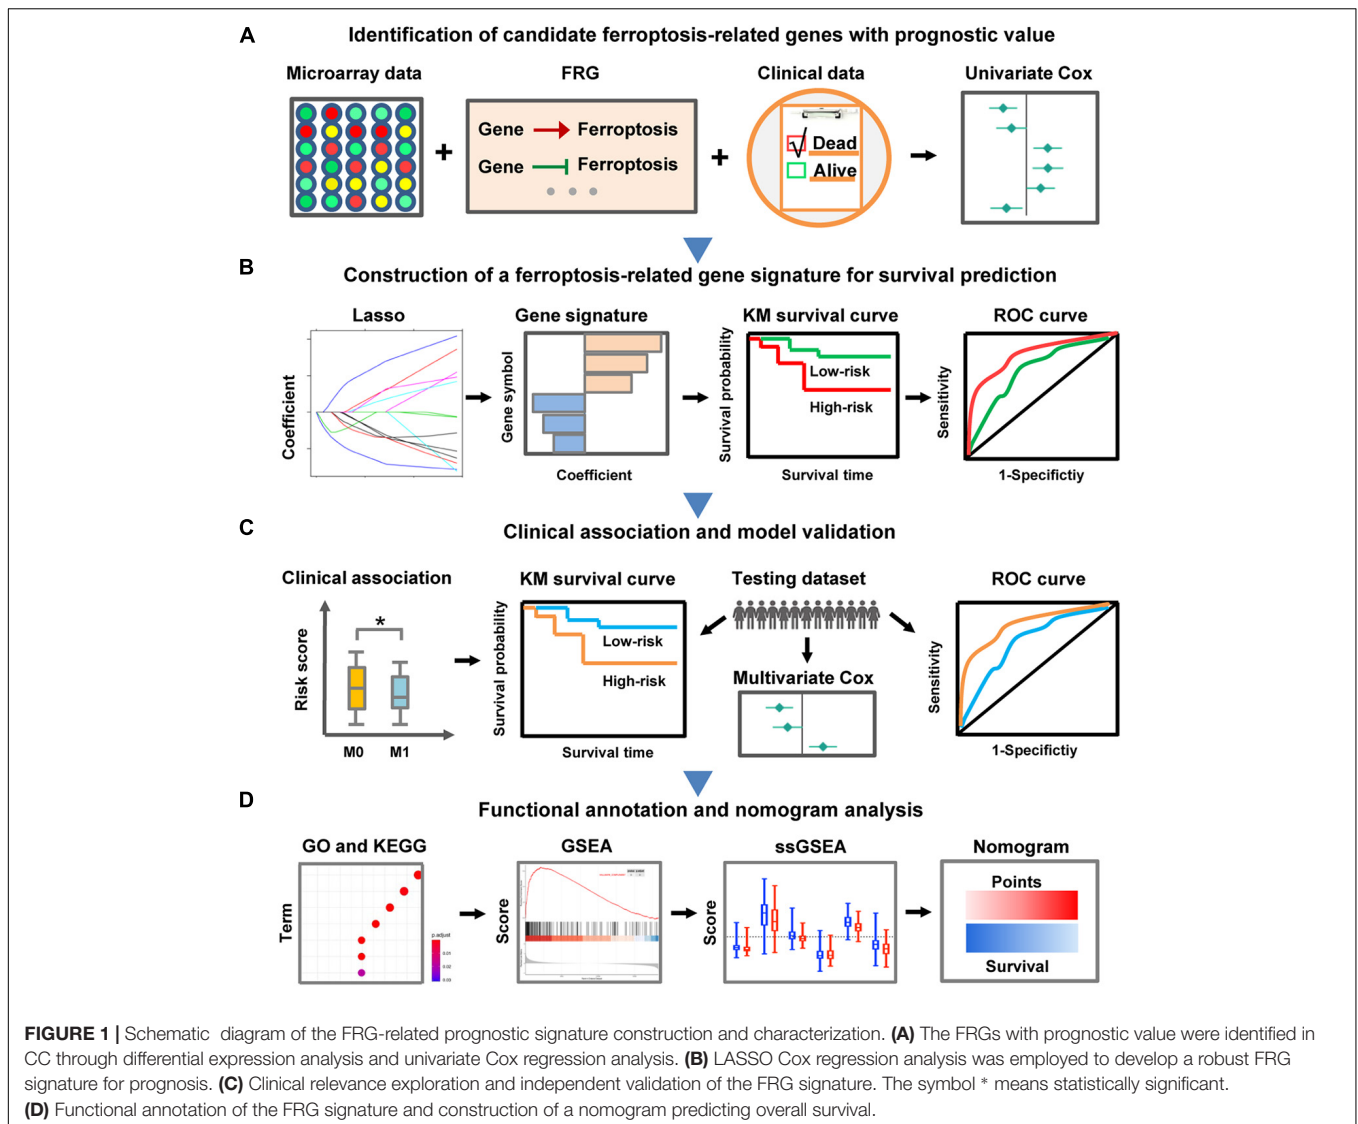 A
Identification of candidate ferroptosis-related genes with prognostic value
Microarray data
FRG
Clinical data
Univariate Cox
Gene Ferroptosis
Gene Ferroptosis
+
+
Dead
Alive
B
Construction of a ferroptosis-related gene signature for survival prediction
Lasso
Gene signature
KM survival curve
ROC curve
Coefficient
Gene symbol
Coefficient
Survival probability
Low-risk
High-risk
Survival time
Sensitivity
1-Specifictiy
C
Clinical association and model validation
Clinical association
KM survival curve
Testing dataset
ROC curve
Risk score
*
M0 M1
Survival probability
Low-risk
High-risk
Survival time
Multivariate Cox
Sensitivity
1-Specifictiy
D
Functional annotation and nomogram analysis
GO and KEGG
GSEA
ssGSEA
Nomogram
Term
p.adjust
Score
Score
Points
Survival
FIGURE 1 | Schematic diagram of the FRG-related prognostic signature construction and characterization. (A) The FRGs with prognostic value were identified in
CC through differential expression analysis and univariate Cox regression analysis. (B) LASSO Cox regression analysis was employed to develop a robust FRG
signature for prognosis. (C) Clinical relevance exploration and independent validation of the FRG signature. The symbol * means statistically significant.
(D) Functional annotation of the FRG signature and construction of a nomogram predicting overall survival.